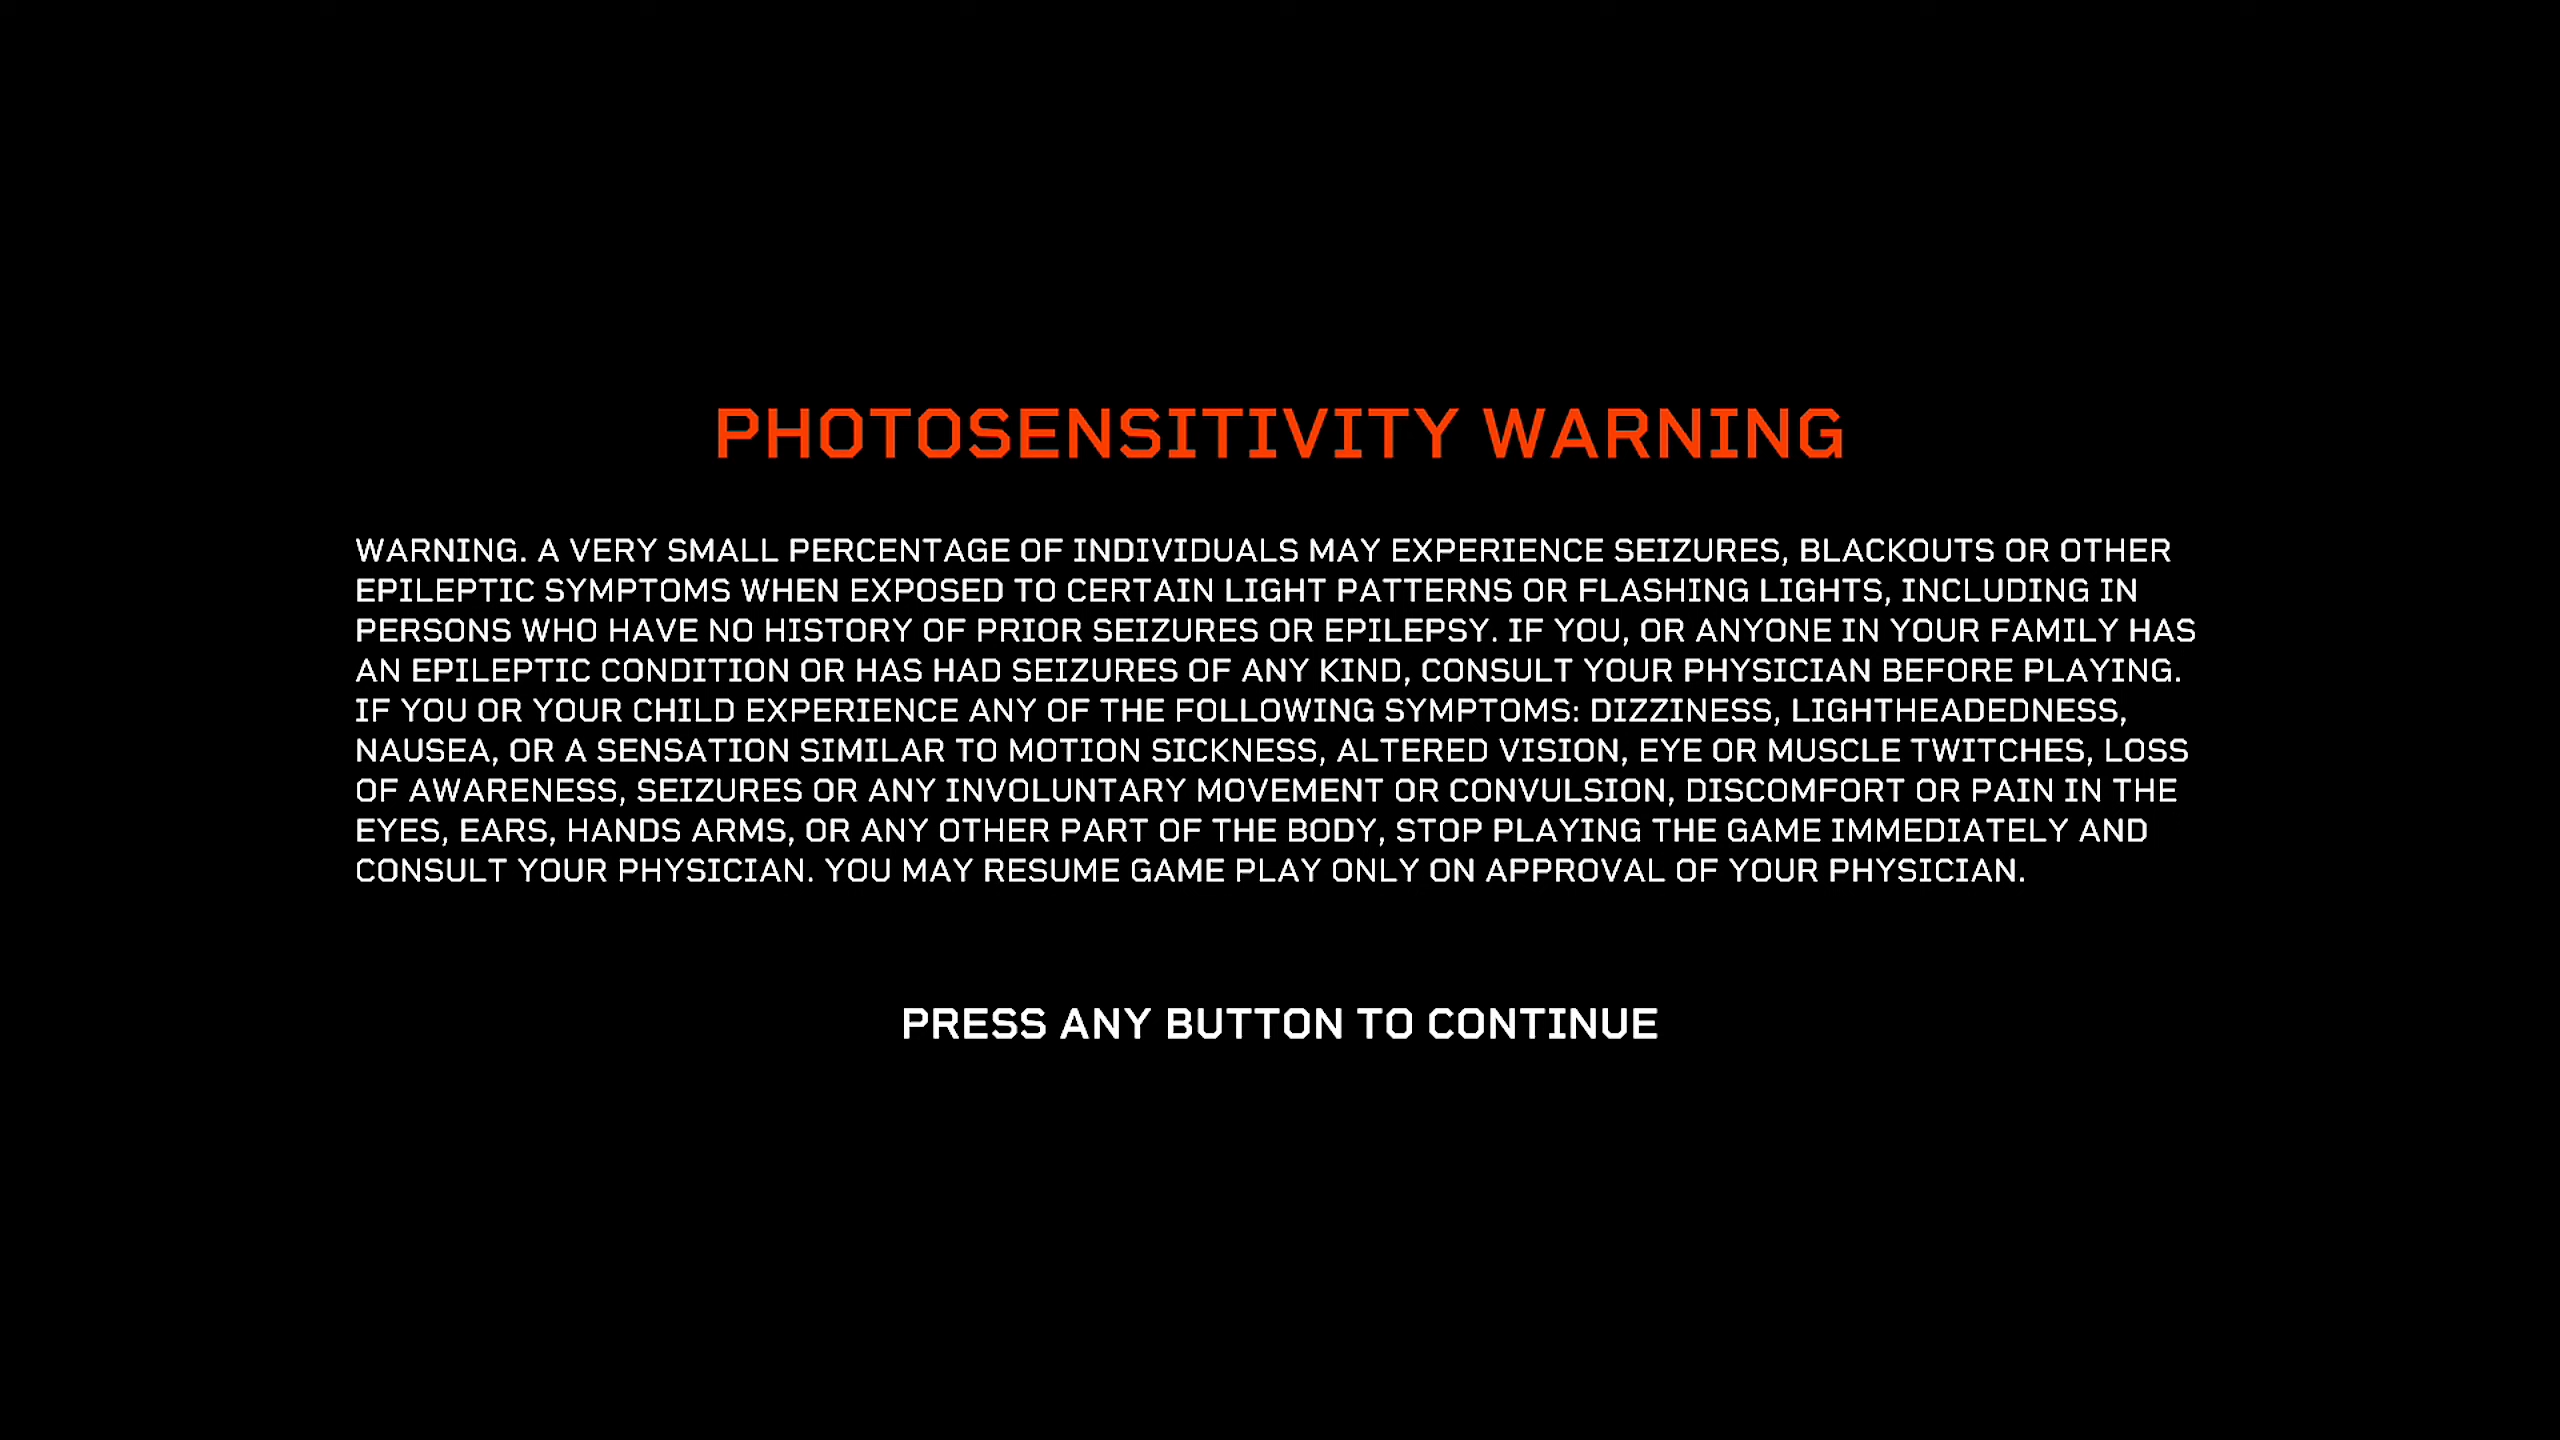 PHOTOSENSITIVITY WARNING
WARNING. A VERY SMALL PERCENTAGE OF INDIVIDUALS MAY EXPERIENCE SEIZURES, BLACKOUTS OR OTHER
EPILEPTIC SYMPTOMS WHEN EXPOSED TO CERTAIN LIGHT PATTERNS OR FLASHING LIGHTS, INCLUDING IN
PERSONS WHO HAVE NO HISTORY OF PRIOR SEIZURES OR EPILEPSY. IF YOU, OR ANYONE IN YOUR FAMILY HAS
AN EPILEPTIC CONDITION OR HAS HAD SEIZURES OF ANY KIND, CONSULT YOUR PHYSICIAN BEFORE PLAYING.
IF YOU OR YOUR CHILD EXPERIENCE ANY OF THE FOLLOWING SYMPTOMS: DIZZINESS, LIGHTHEADEDNESS,
NAUSEA, OR A SENSATION SIMILAR TO MOTION SICKNESS, ALTERED VISION, EYE OR MUSCLE TWITCHES, LOSS
OF AWARENESS, SEIZURES OR ANY INVOLUNTARY MOVEMENT OR CONVULSION, DISCOMFORT OR PAIN IN THE
EYES, EARS, HANDS ARMS, OR ANY OTHER PART OF THE BODY, STOP PLAYING THE GAME IMMEDIATELY AND
CONSULT YOUR PHYSICIAN. YOU MAY RESUME GAME PLAY ONLY ON APPROVAL OF YOUR PHYSICIAN.
PRESS ANY BUTTON TO CONTINUE